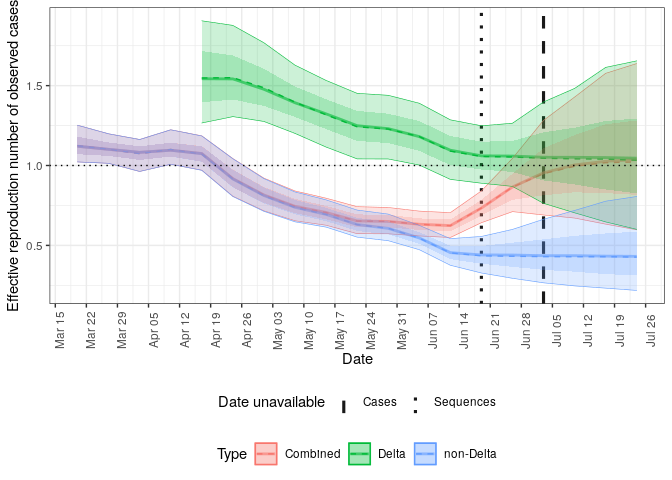 Effective reproduction number of observed cases
1.5
1.0
0.5
Mar 15
Mar 22
Mar 29
Apr 05
Apr 12
Apr 19
Apr 26
May 03
May 10
May 17
May 24
May 31
Jun 07
Jun 14
Jun 21
Jun 28
Jul 05
Jul 12
Jul 19
Jul 26
Date
Date unavailable Cases Sequences
Type Combined Delta non-Delta